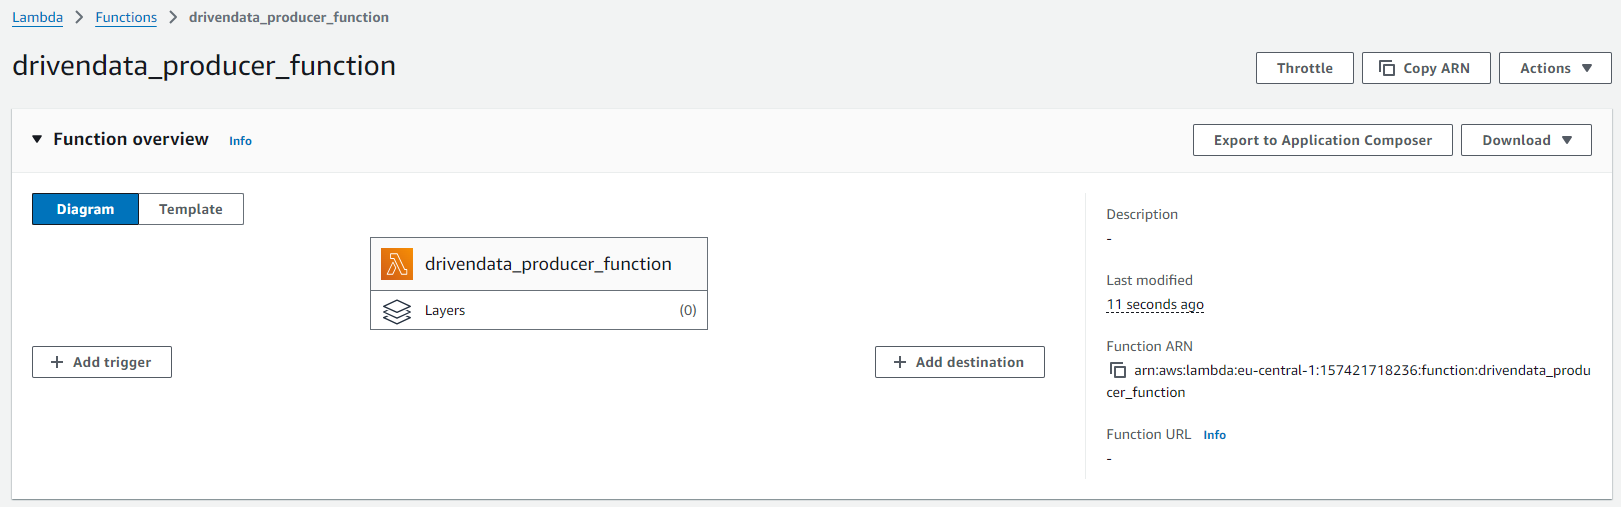 Lambda > Functions > drivendata_producer_function
drivendata_producer_function
Throttle
Copy ARN
Actions
Function overview Info
Export to Application Composer
Download
Diagram
Template
drivendata_producer_function
Layers (0)
+ Add trigger
+ Add destination
Description
-
Last modified
11 seconds ago
Function ARN
arn:aws:lambda:eu-central-1:157421718236:function:drivendata_produ
cer_function
Function URL Info
-